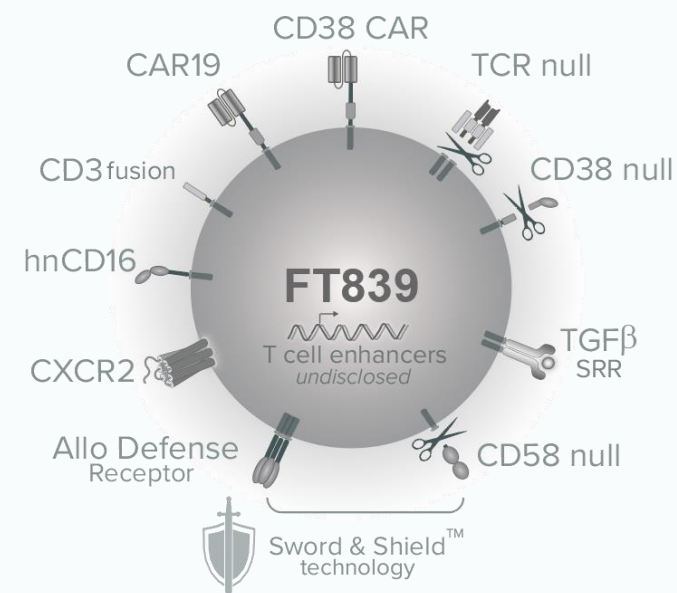 CD38 CAR
CAR19
TCR null
CD3 fusion
CD38 null
hnCD16
FT839
T cell enhancers
undisclosed
CXCR2
TGFβ
SRR
Allo Defense
Receptor
CD58 null
Sword & Shield™
technology